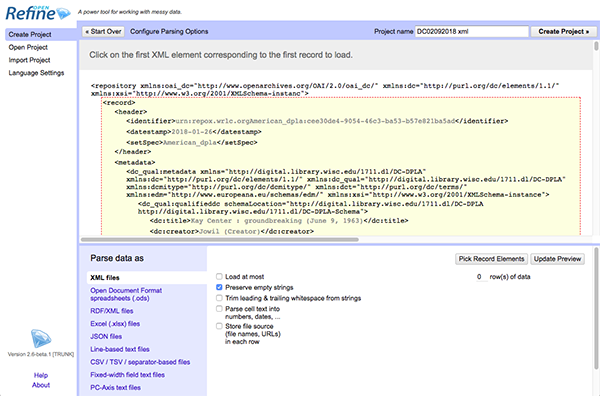 OPEN
Refine
A power tool for working with messy data.
Create Project
Open Project
Import Project
Language Settings
« Start Over
Configure Parsing Options
Project name
DC02092018 xml
Create Project »
Click on the first XML element corresponding to the first record to load.
<repository xmlns:oai_dc="http://www.openarchives.org/OAI/2.0/oai_dc/" xmlns:dc="http://purl.org/dc/elements/1.1/"
xmlns:xsi="http://www.w3.org/2001/XMLSchema-instanc">
<record>
<header>
<identifier>urn:repox.wrlc.orgAmerican_dpla:cee30de4-9054-46c3-ba53-b57e821ba5ad</identifier>
<datestamp>2018-01-26</datestamp>
<setSpec>American_dpla</setSpec>
</header>
<metadata>
<dc_qual:metadata xmlns="http://digital.library.wisc.edu/1711.dl/DC-DPLA"
xmlns:dc="http://purl.org/dc/elements/1.1/" xmlns:dc_qual="http://digital.library.wisc.edu/1711.dl/DC-DPLA"
xmlns:dcmitype="http://purl.org/dc/dcmitype/" xmlns:dct="http://purl.org/dc/terms/"
xmlns:edm="http://www.europeana.eu/schemas/edm/" xmlns:xsi="http://www.w3.org/2001/XMLSchema-instance">
<dc_qual:qualifieddc schemaLocation="http://digital.library.wisc.edu/1711.dl/DC-DPLA
http://digital.library.wisc.edu/1711.dl/DC-DPLA-Schema">
<dc:title>Kay Center : groundbreaking (June 9, 1963)</dc:title>
<dc:creator>Jowil (Creator)</dc:creator>
Parse data as
Pick Record Elements
Update Preview
XML files
Open Document Format
spreadsheets (.ods)
RDF/XML files
Excel (.xlsx) files
JSON files
Line-based text files
CSV / TSV / separator-based files
Fixed-width field text files
PC-Axis text files
Load at most
0
row(s) of data
Preserve empty strings
Trim leading & trailing whitespace from strings
Parse cell text into
numbers, dates, ...
Store file source
(file names, URLs)
in each row
Version 2.6-beta.1 [TRUNK]
Help
About